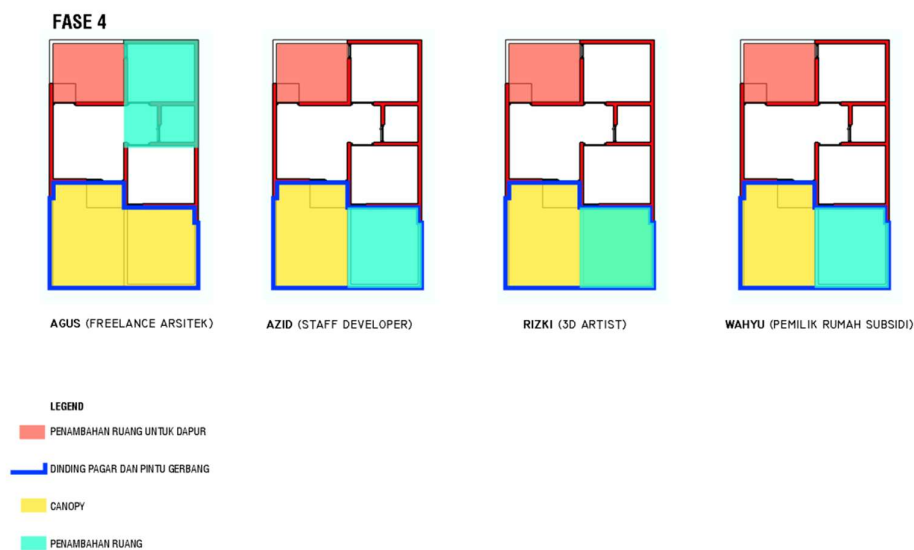 FASE 4
AGUS (FREELANCE ARSITEK)
AZID (STAFF DEVELOPER)
RIZKI (3D ARTIST)
WAHYU (PEMILIK RUMAH SUBSIDI)
LEGEND
PENAMBAHAN RUANG UNTUK DAPUR
DINDING PAGAR DAN PINTU GERBANG
CANOPY
PENAMBAHAN RUANG